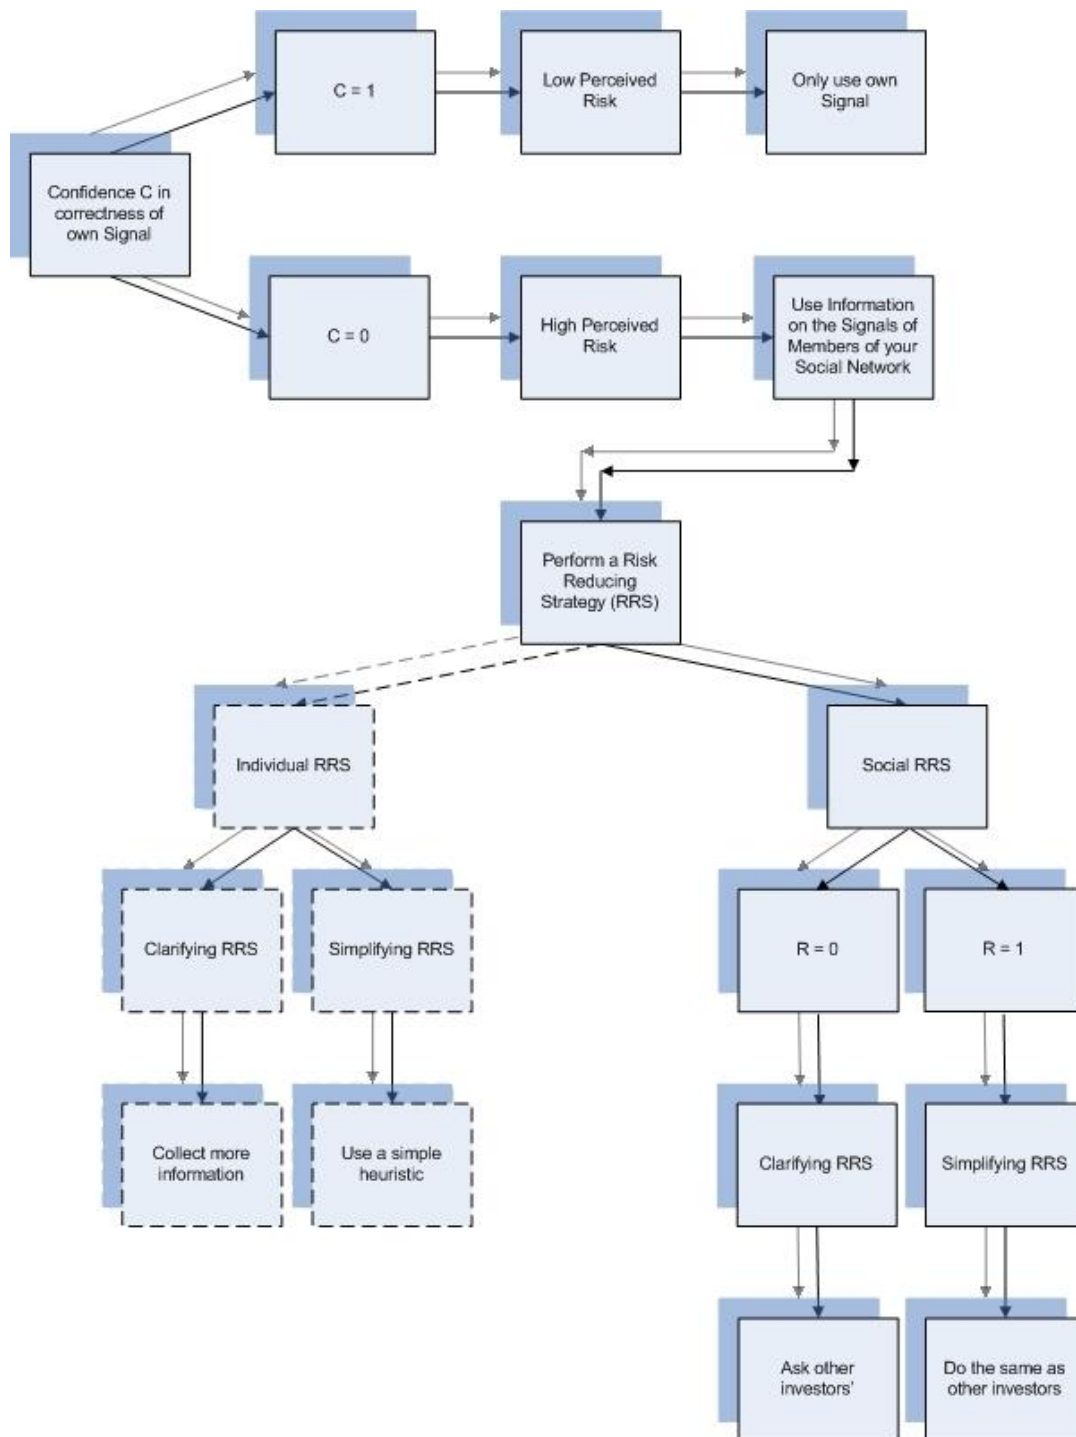 C = 1
Low Perceived
Risk
Only use own
Signal
Confidence C in
correctness of
own Signal
C = 0
High Perceived
Risk
Use Information
on the Signals of
Members of your
Social Network
Perform a Risk
Reducing
Strategy (RRS)
Individual RRS
Social RRS
Clarifying RRS
Simplifying RRS
R = 0
R = 1
Collect more
information
Use a simple
heuristic
Clarifying RRS
Simplifying RRS
Ask other
investors’
Do the same as
other investors